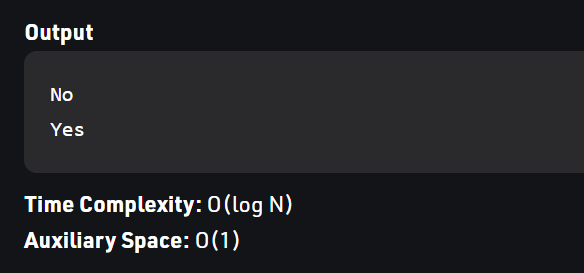 Output
No
Yes
Time Complexity: O(log N)
Auxiliary Space: O(1)